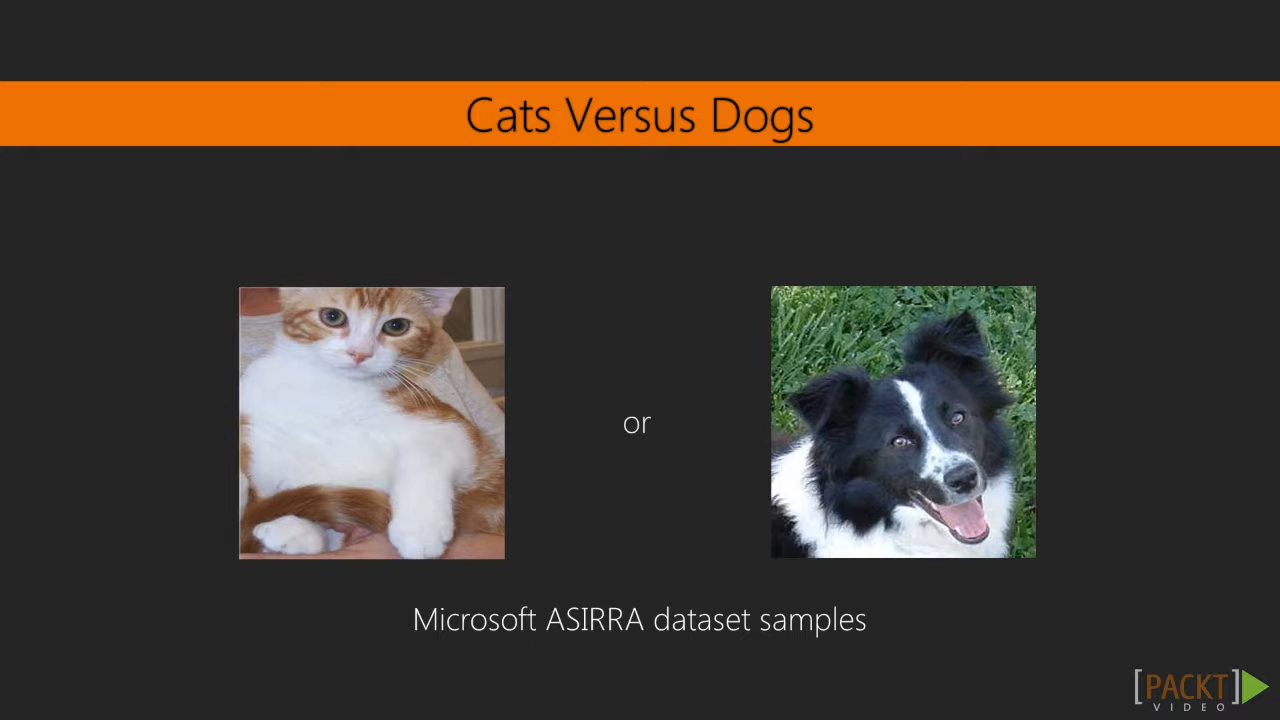 Cats Versus Dogs
or
Microsoft ASIRRA dataset samples
[PACKT]
VIDEO